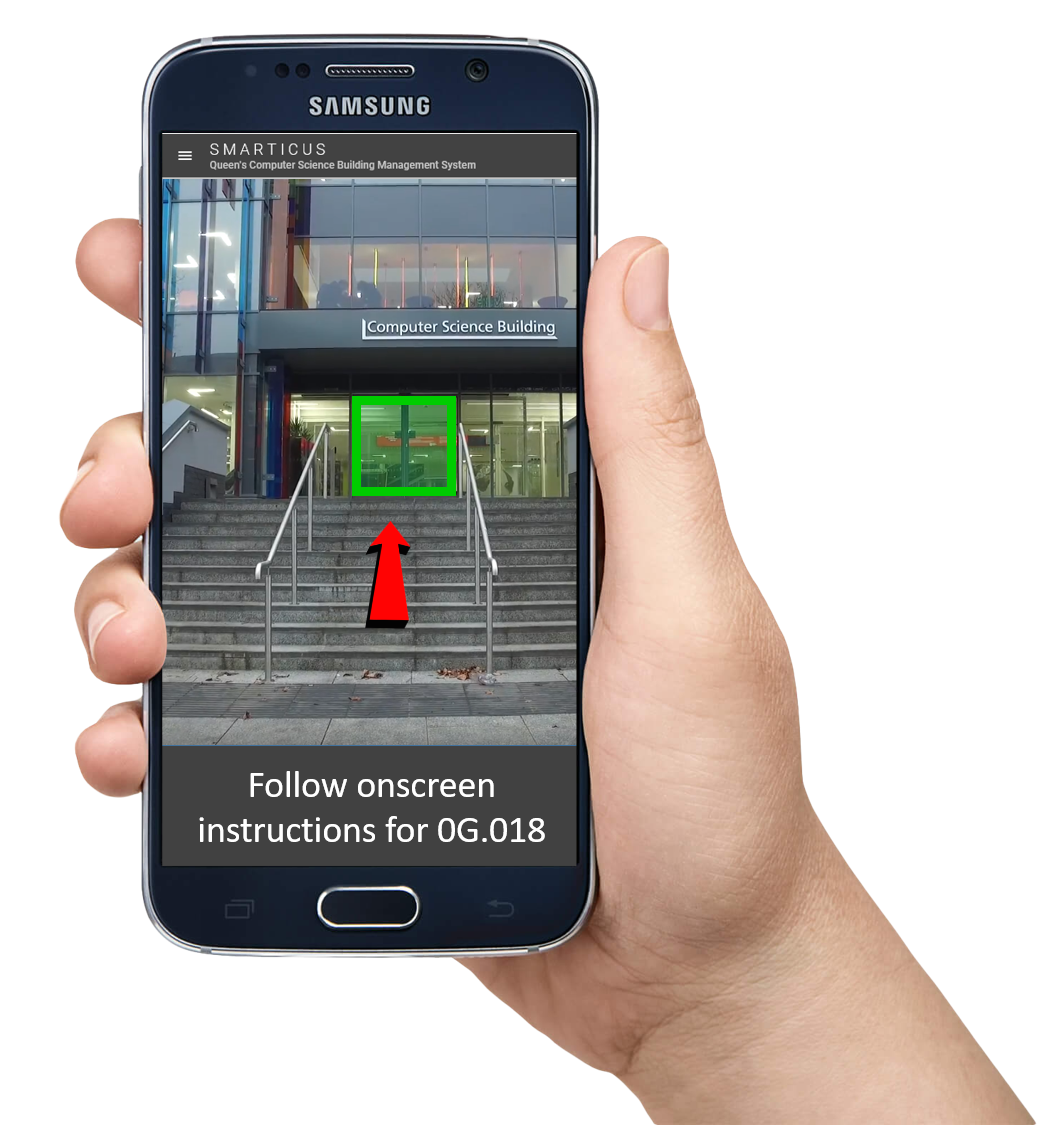 SAMSUNG
SMARTICUS
Queen's Computer Science Building Management System
Computer Science Building
Follow onscreen
instructions for 0G.018